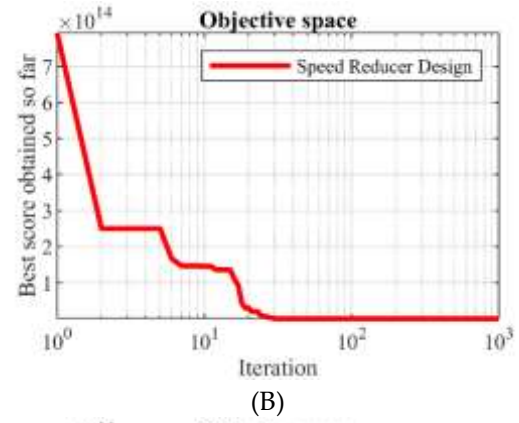 ×10^14
Objective space
Speed Reducer Design
Best score obtained so far
7
6
5
4
3
2
1
10^0 10^1 10^2 10^3
Iteration
(B)